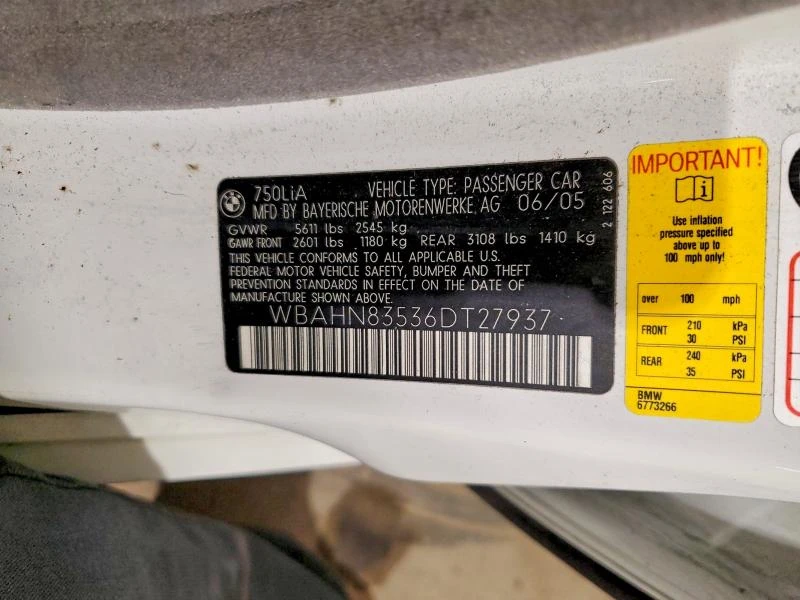 BMW
750LiA VEHICLE TYPE: PASSENGER CAR
MFD BY BAYERISCHE MOTORENWERKE AG 06/05
GVWR 5611 lbs 2545 kg
GAWR FRONT 2601 lbs 1180 kg REAR 3108 lbs 1410 kg
THIS VEHICLE CONFORMS TO ALL APPLICABLE U.S.
FEDERAL MOTOR VEHICLE SAFETY, BUMPER AND THEFT
PREVENTION STANDARDS IN EFFECT ON THE DATE OF
MANUFACTURE SHOWN ABOVE.
WBAHN83536DT27937
2 122 606
IMPORTANT!
Use inflation
pressure specified
above up to
100 mph only!
over 100 mph
FRONT 210 kPa
30 PSI
REAR 240 kPa
35 PSI
BMW
6773266